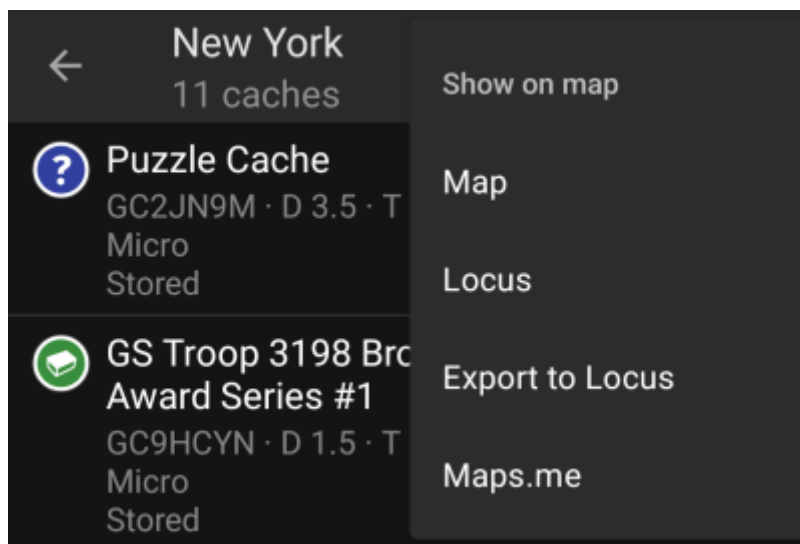 New York
11 caches
?
Puzzle Cache
GC2JN9M · D 3.5 · T
Micro
Stored
GS Troop 3198 Bro
Award Series #1
GC9HCYN · D 1.5 · T
Micro
Stored
Show on map
Map
Locus
Export to Locus
Maps.me